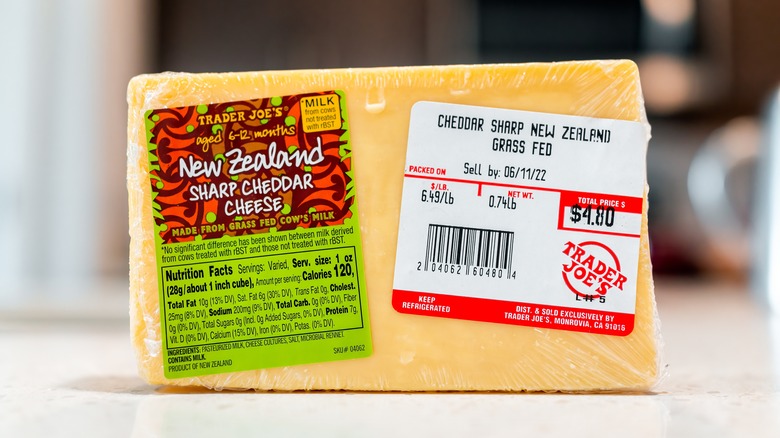 TRADER JOE'S®
aged 6-12 months
New Zealand
SHARP CHEDDAR
CHEESE
MADE FROM GRASS FED COW'S MILK
*MILK
from cows
not treated
with rBST
*No significant difference has been shown between milk derived
from cows treated with rBST and those not treated with rBST.
Nutrition Facts Servings: Varied, Serv. size: 1 oz
(28g/about 1 inch cube), Amount per serving: Calories 120,
Total Fat 10g (13% DV), Sat. Fat 6g (30% DV), Trans Fat 0g, Cholest.
25mg (8% DV), Sodium 200mg (9% DV), Total Carb. 0g (0% DV), Fiber
0g (0% DV), Total Sugars 0g (Incl. 0g Added Sugars, 0% DV), Protein 7g,
Vit. D (0% DV), Calcium (15% DV), Iron (0% DV), Potas. (0% DV).
INGREDIENTS: PASTEURIZED MILK, CHEESE CULTURES, SALT, MICROBIAL RENNET
CONTAINS MILK.
PRODUCT OF NEW ZEALAND
SKU# 04062
CHEDDAR SHARP NEW ZEALAND
GRASS FED
Sell by: 06/11/22
PACKED ON
$/LB.
6.49/lb
NET WT.
0.74lb
TOTAL PRICE $
$4.80
2 04062 60480 4
TRADER
JOE'S®
L# 5
KEEP
REFRIGERATED
DIST. & SOLD EXCLUSIVELY BY
TRADER JOE'S, MONROVIA, CA 91016